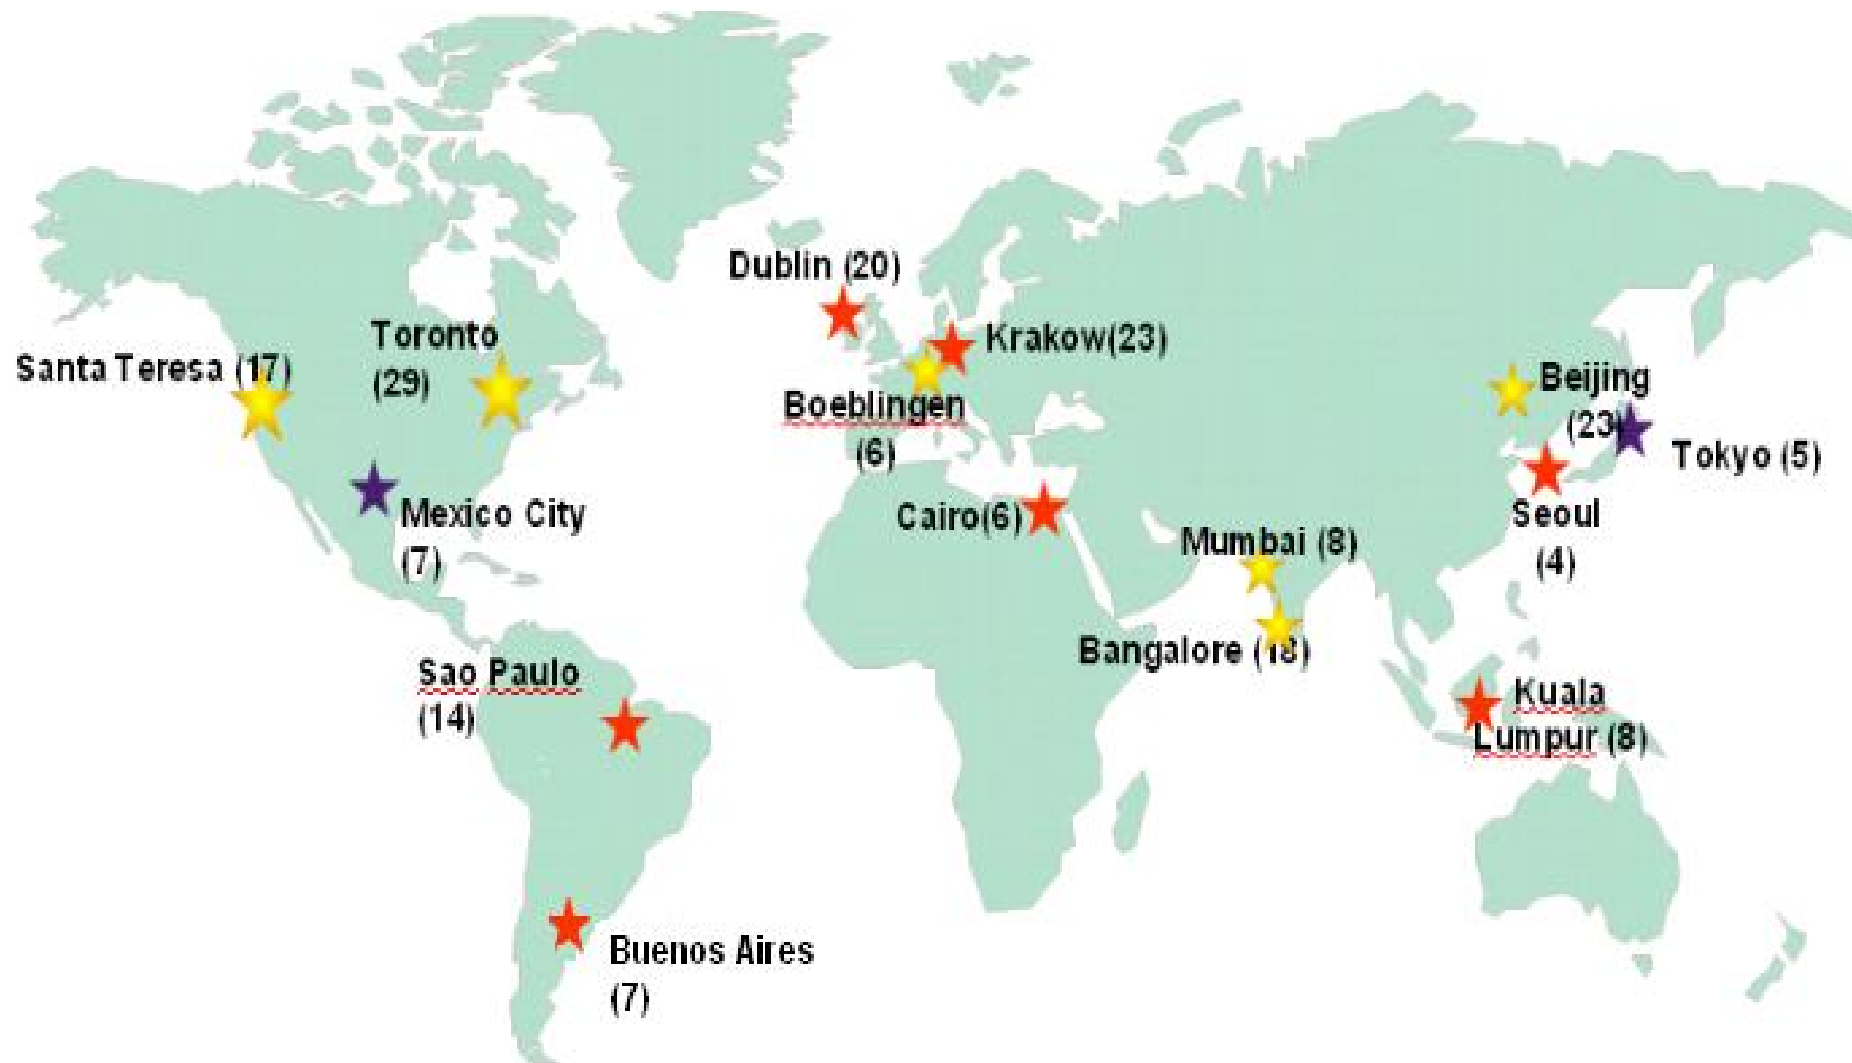 Dublin (20)
Toronto
(29)
Krakow(23)
Santa Teresa (17)
Beijing
(23)
Boeblingen
(6)
Tokyo (5)
Mexico City
(7)
Cairo(6)
Seoul
(4)
Mumbai (8)
Bangalore (18)
Sao Paulo
(14)
Kuala
Lumpur (8)
Buenos Aires
(7)